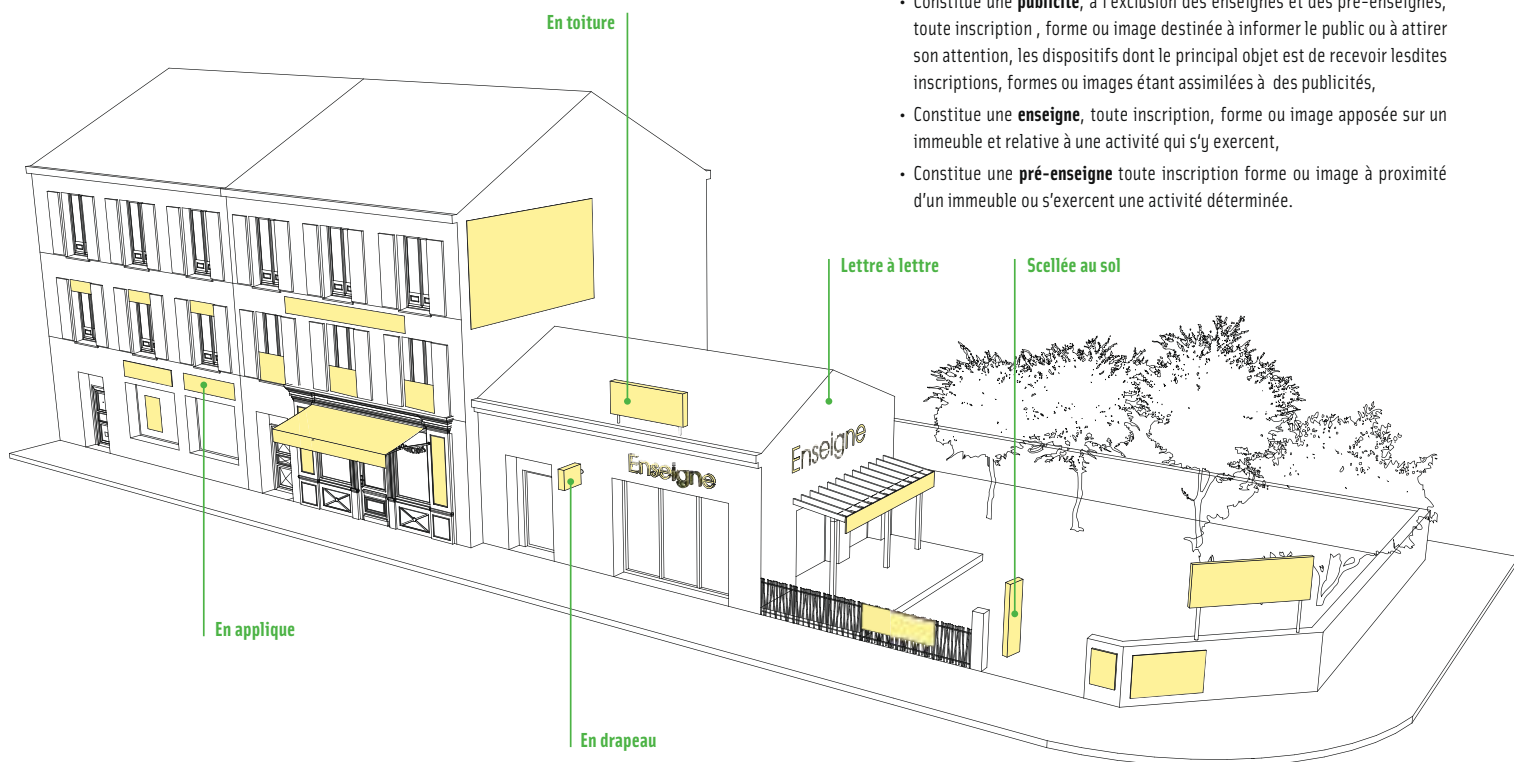 • Constitue une publicité, à l'exclusion des enseignes et des pré-enseignes,
toute inscription , forme ou image destinée à informer le public ou à attirer
son attention, les dispositifs dont le principal objet est de recevoir lesdites
inscriptions, formes ou images étant assimilées à des publicités,
• Constitue une enseigne, toute inscription, forme ou image apposée sur un
immeuble et relative à une activité qui s'y exercent,
• Constitue une pré-enseigne toute inscription forme ou image à proximité
d'un immeuble ou s'exercent une activité déterminée.
En toiture
Lettre à lettre
Scellée au sol
Enseigne
Enseigne
En applique
En drapeau